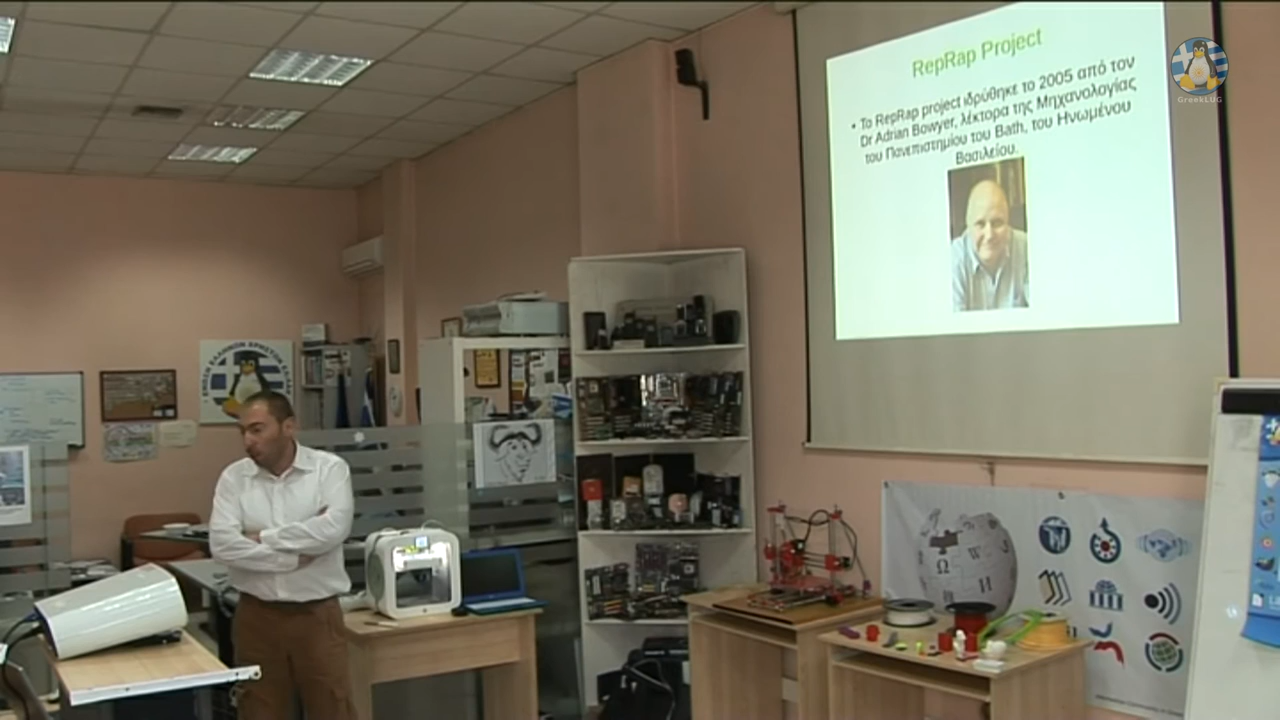 RepRap Project
• Το RepRap project ιδρύθηκε το 2005 από τον
Dr Adrian Bowyer, λέκτορα της Μηχανολογίας
του Πανεπιστημίου του Bath, του Ηνωμένου
Βασιλείου.
GreekLUG